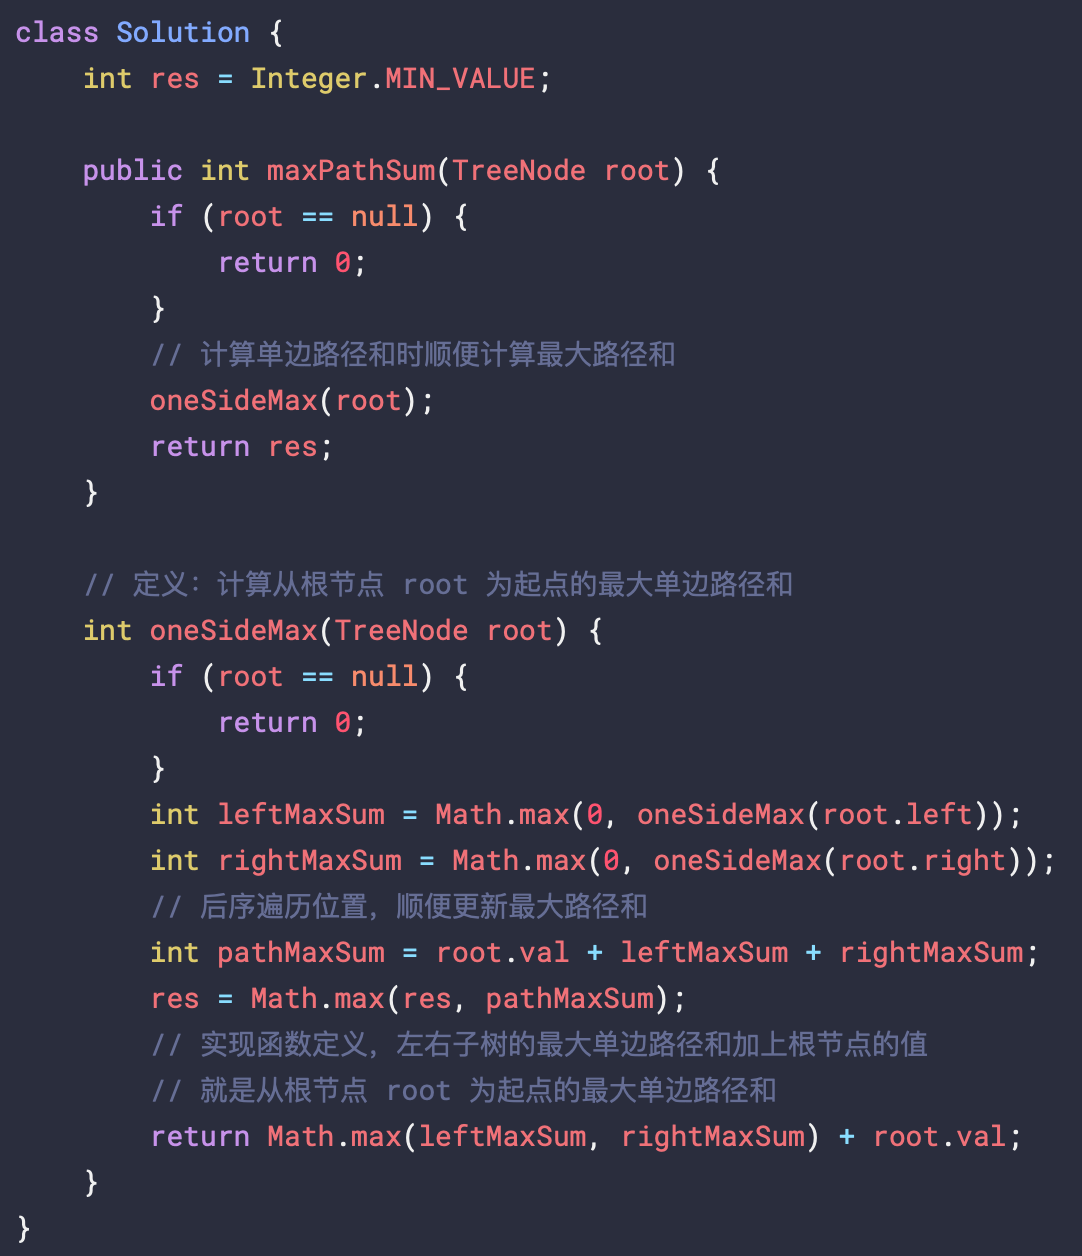 class Solution {
    int res = Integer.MIN_VALUE;

    public int maxPathSum(TreeNode root) {
        if (root == null) {
            return 0;
        }
        // 计算单边路径和时顺便计算最大路径和
        oneSideMax(root);
        return res;
    }

    // 定义：计算从根节点 root 为起点的最大单边路径和
    int oneSideMax(TreeNode root) {
        if (root == null) {
            return 0;
        }
        int leftMaxSum = Math.max(0, oneSideMax(root.left));
        int rightMaxSum = Math.max(0, oneSideMax(root.right));
        // 后序遍历位置，顺便更新最大路径和
        int pathMaxSum = root.val + leftMaxSum + rightMaxSum;
        res = Math.max(res, pathMaxSum);
        // 实现函数定义，左右子树的最大单边路径和加上根节点的值
        // 就是从根节点 root 为起点的最大单边路径和
        return Math.max(leftMaxSum, rightMaxSum) + root.val;
    }
}